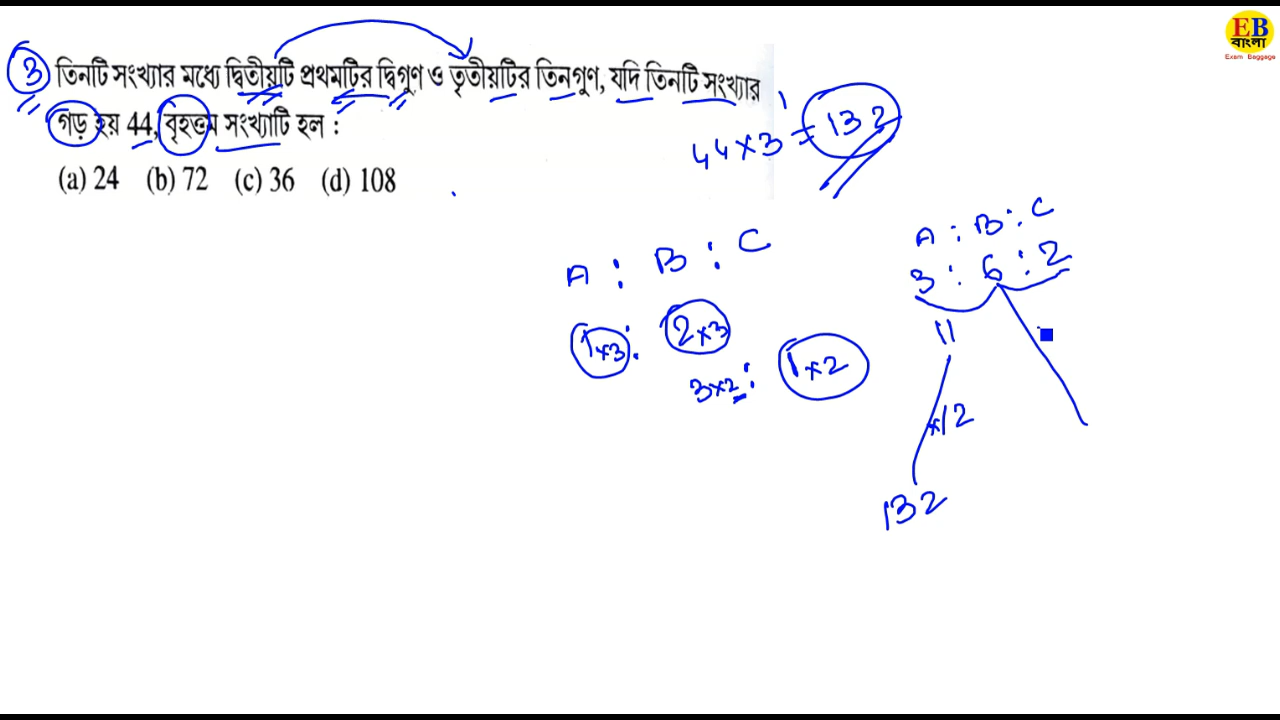 EB
বাংলা
Exam Baggage
3 তিনটি সংখ্যার মধ্যে দ্বিতীয়টি প্রথমটির দ্বিগুণ ও তৃতীয়টির তিনগুণ, যদি তিনটি সংখ্যার
গড় হয় 44, বৃহত্তম সংখ্যাটি হল :
(a) 24 (b) 72 (c) 36 (d) 108
44×3 = 132
A : B : C
1×3 : 2×3
3×2 : 1×2
A : B : C
3 : 6 : 2
11
×12
132